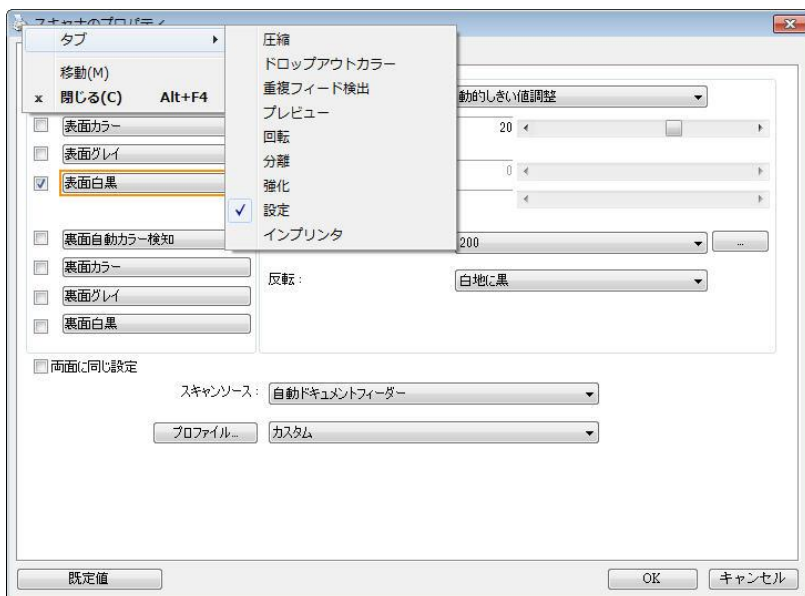 スキャナのプロパティ
タブ
移動(M)
x 閉じる(C) Alt+F4
圧縮
ドロップアウトカラー
重複フィード検出
プレビュー
回転
分離
強化
設定
インプリンタ
動的しきい値調整
表面カラー
20
表面グレイ
0
表面白黒
裏面自動カラー検知
200
...
裏面カラー
反転 :
白地に黒
裏面グレイ
裏面白黒
両面に同じ設定
スキャンソース :
自動ドキュメントフィーダー
プロファイル...
カスタム
既定値
OK
キャンセル